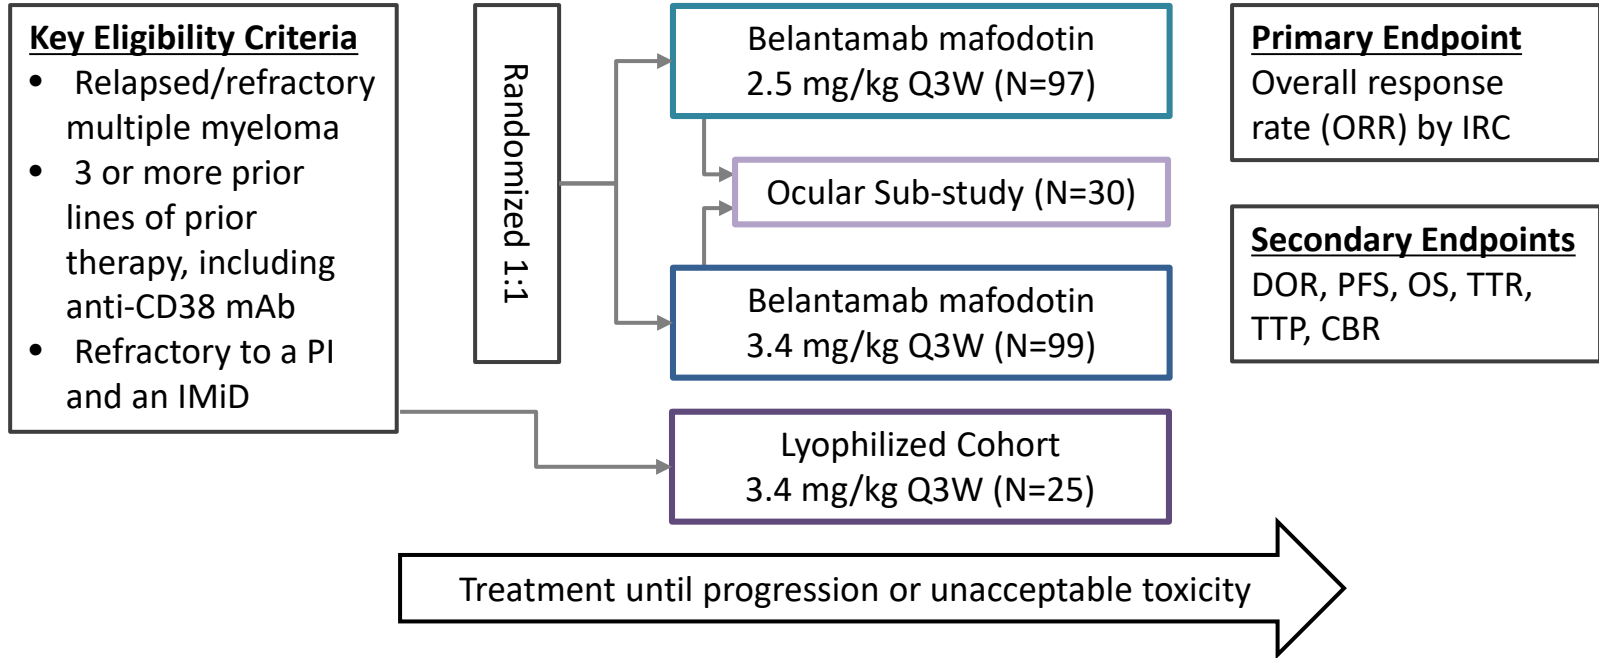 Key Eligibility Criteria
• Relapsed/refractory
multiple myeloma
• 3 or more prior
lines of prior
therapy, including
anti-CD38 mAb
• Refractory to a PI
and an IMiD
Randomized 1:1
Belantamab mafodotin
2.5 mg/kg Q3W (N=97)
Ocular Sub-study (N=30)
Belantamab mafodotin
3.4 mg/kg Q3W (N=99)
Lyophilized Cohort
3.4 mg/kg Q3W (N=25)
Primary Endpoint
Overall response
rate (ORR) by IRC
Secondary Endpoints
DOR, PFS, OS, TTR,
TTP, CBR
Treatment until progression or unacceptable toxicity